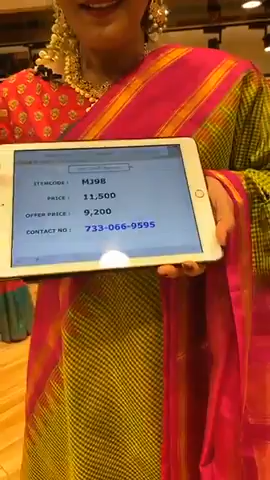 ITEMCODE : MJ98
PRICE : 11,500
OFFER PRICE : 9,200
CONTACT NO : 733-066-9595